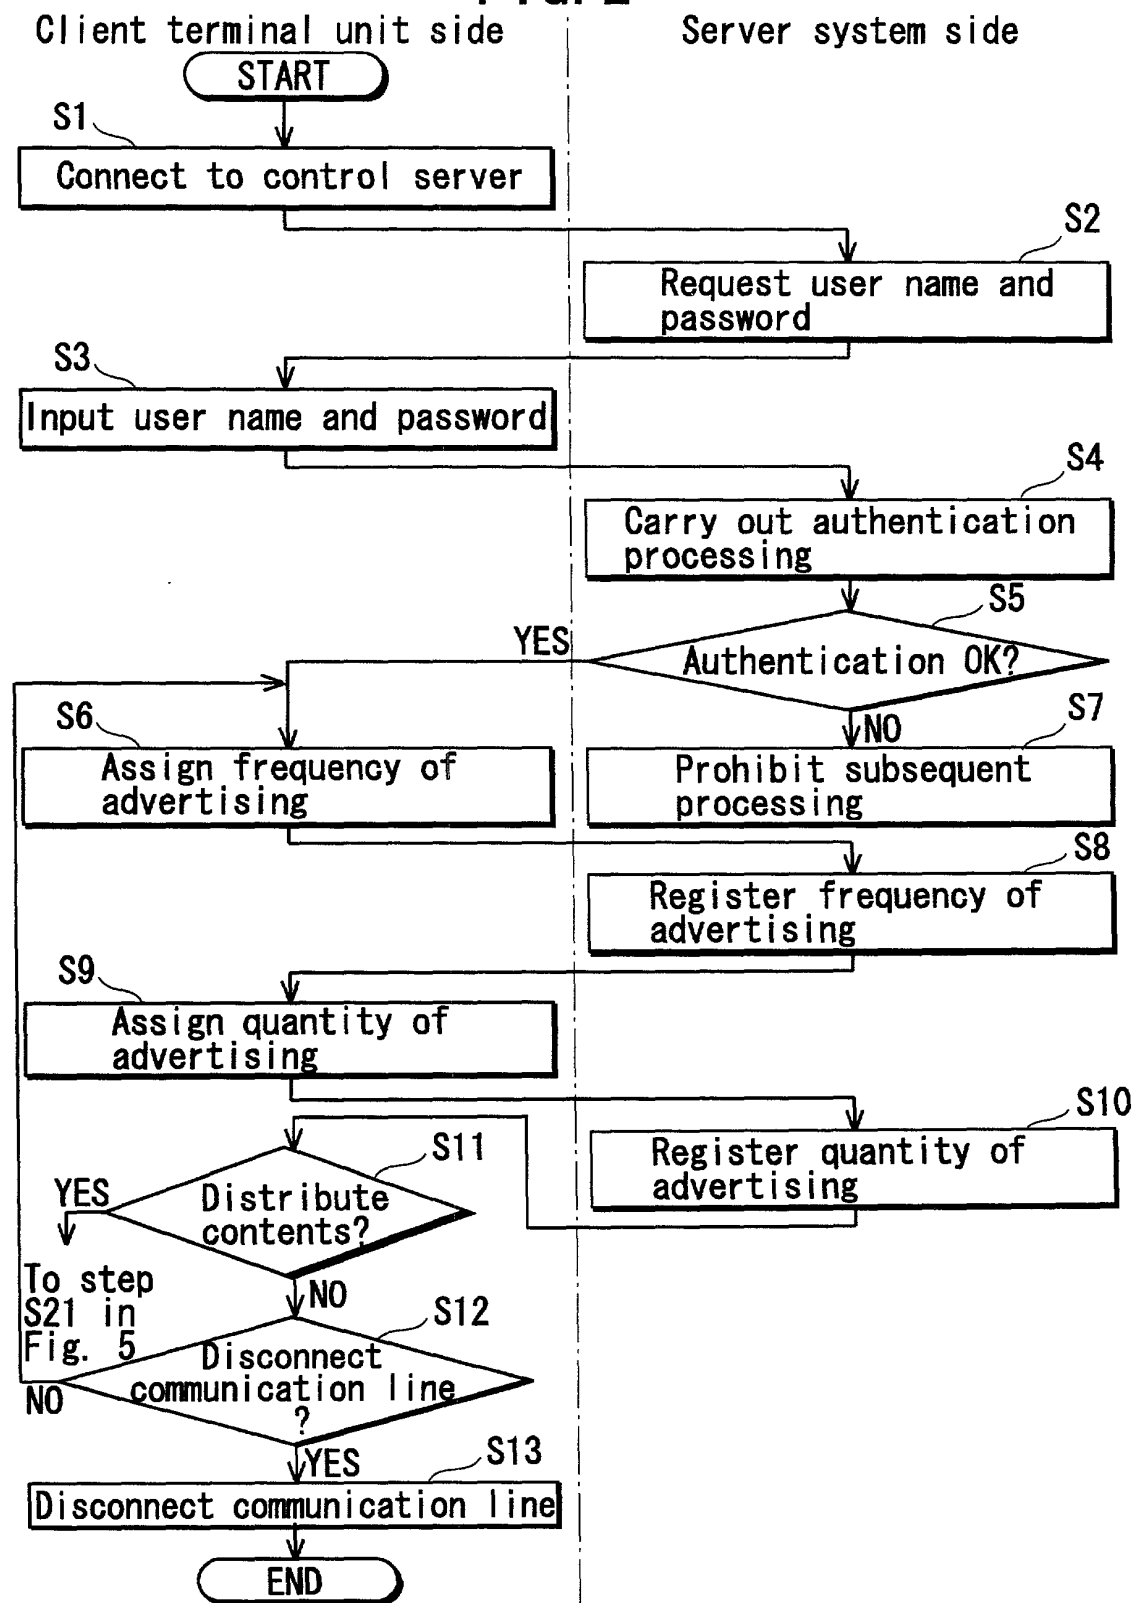 Client terminal unit side
Server system side
START
S1
Connect to control server
S2
Request user name and
password
S3
Input user name and password
S4
Carry out authentication
processing
S5
Authentication OK?
YES
NO
S6
Assign frequency of
advertising
S7
Prohibit subsequent
processing
S8
Register frequency of
advertising
S9
Assign quantity of
advertising
S10
Register quantity of
advertising
S11
Distribute
contents?
YES
To step
S21 in
Fig. 5
NO
S12
Disconnect
communication line
?
NO
YES
S13
Disconnect communication line
END